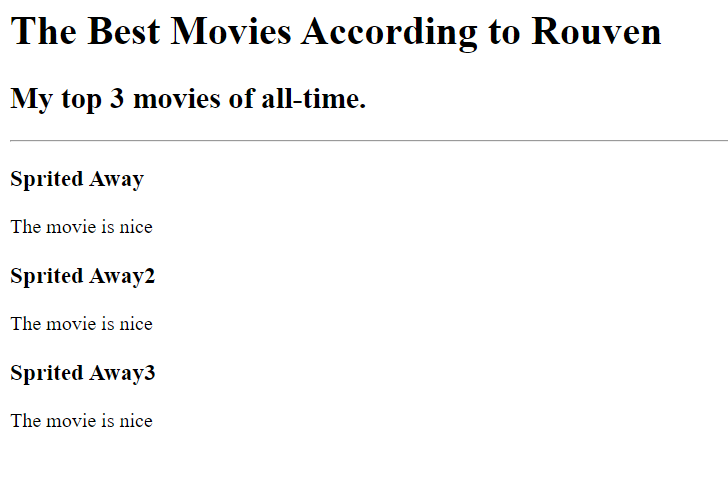 The Best Movies According to Rouven
My top 3 movies of all-time.
Sprited Away
The movie is nice
Sprited Away2
The movie is nice
Sprited Away3
The movie is nice